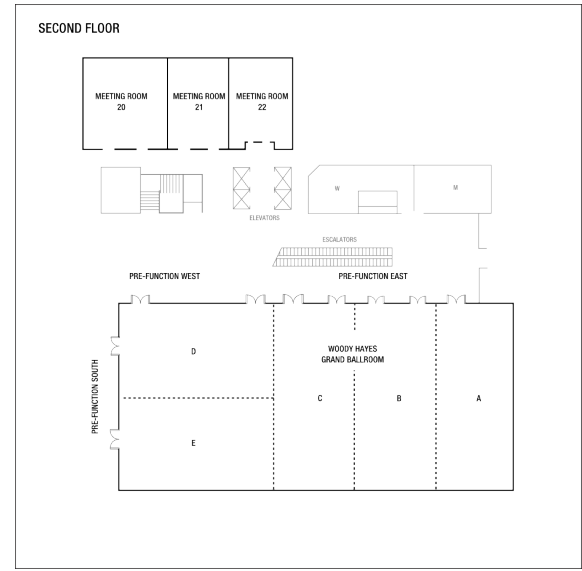 SECOND FLOOR
MEETING ROOM
20
MEETING ROOM
21
MEETING ROOM
22
W
M
ELEVATORS
ESCALATORS
PRE-FUNCTION WEST
PRE-FUNCTION EAST
PRE-FUNCTION SOUTH
WOODY HAYES
GRAND BALLROOM
D
C
B
A
E